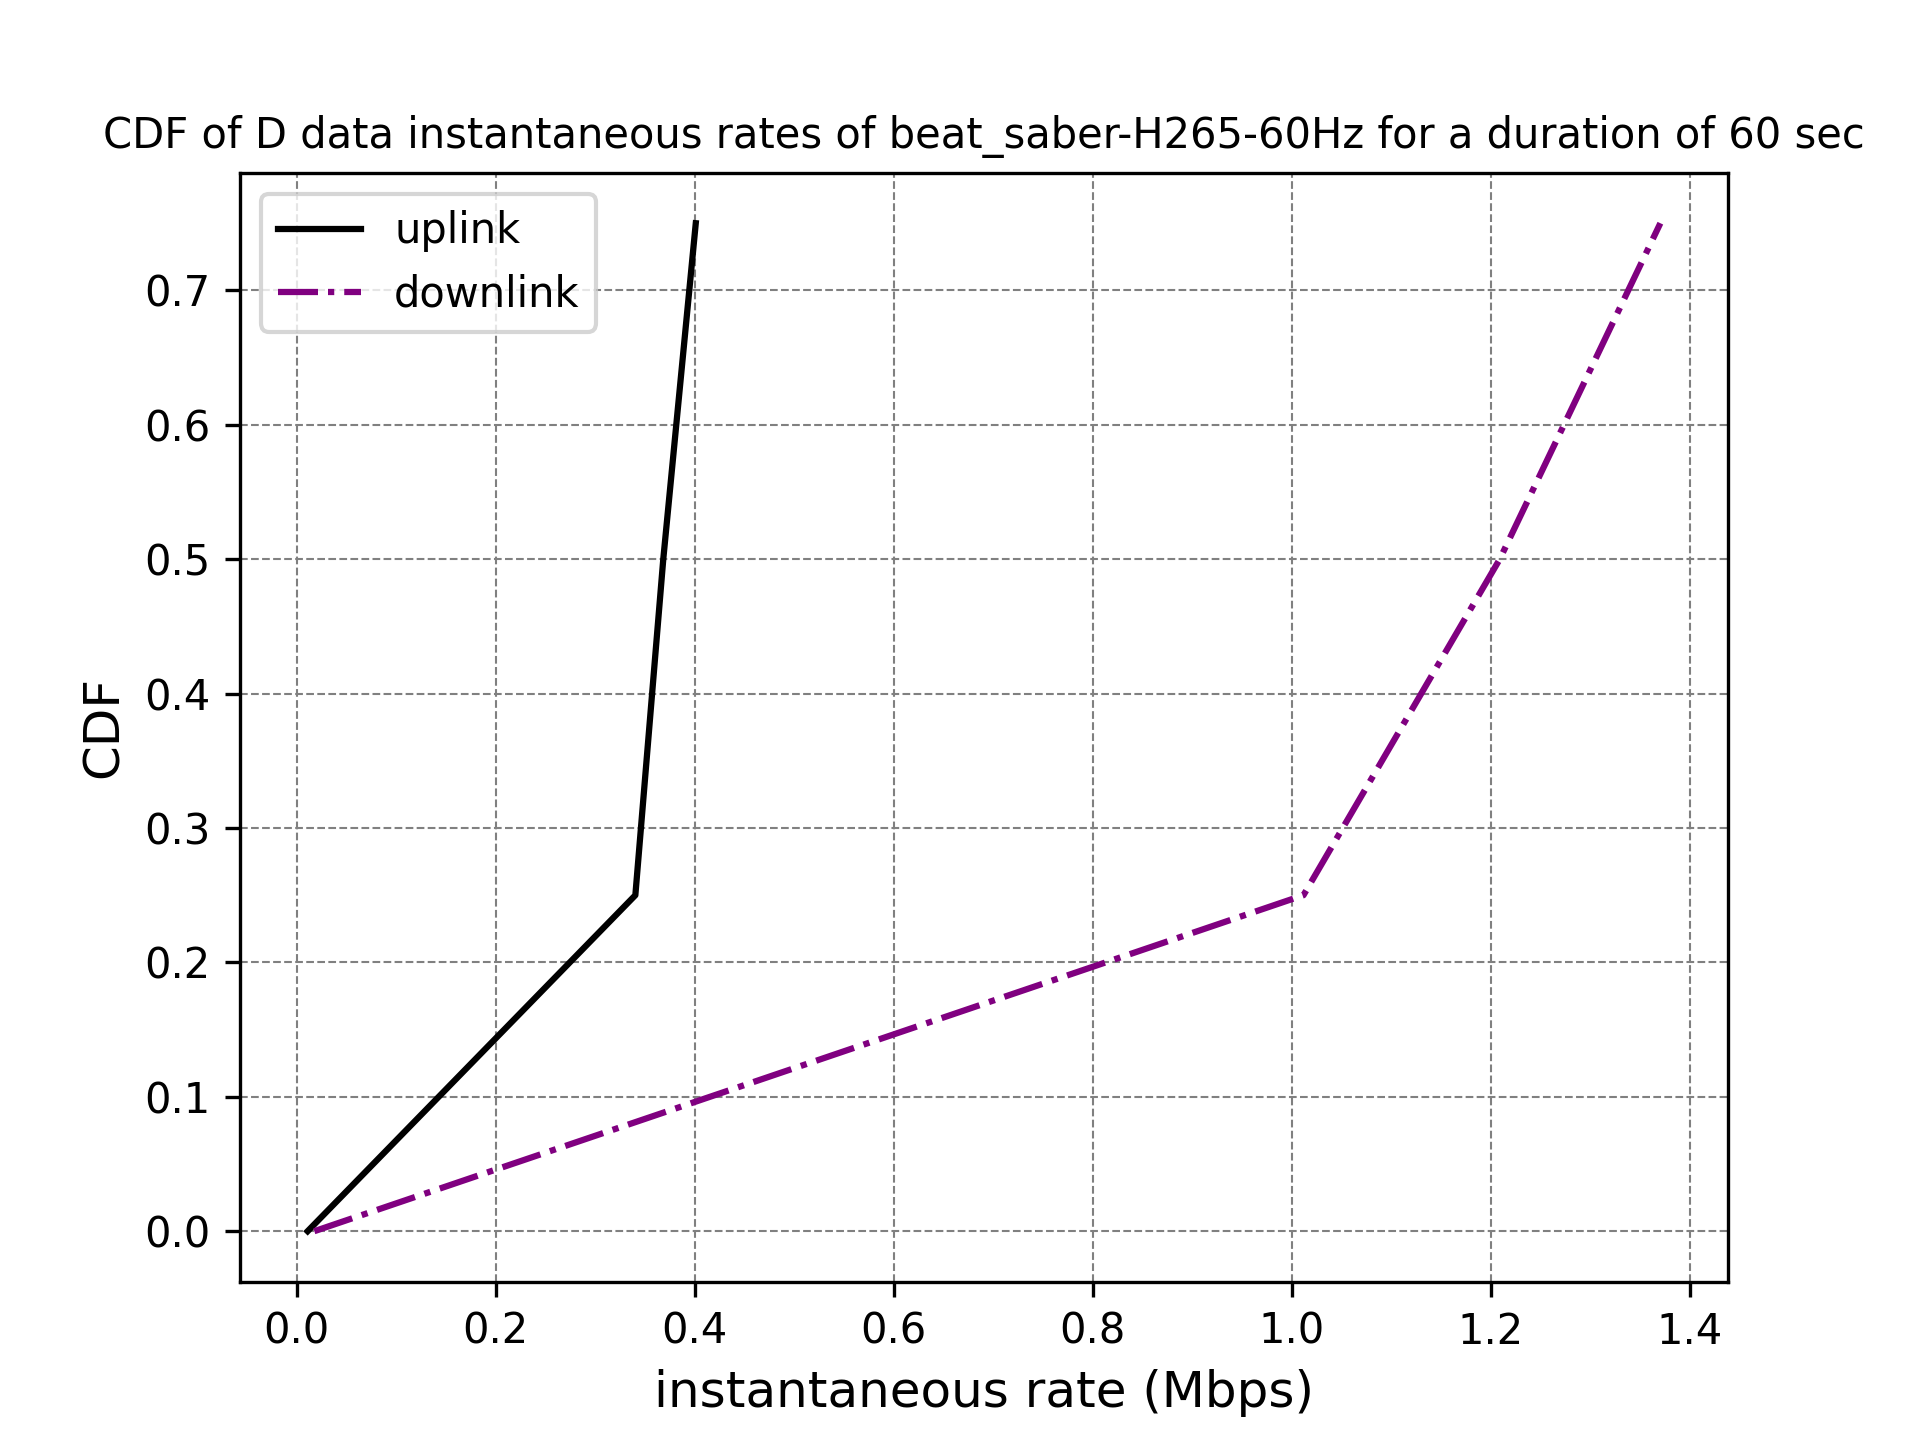 CDF of D data instantaneous rates of beat_saber-H265-60Hz for a duration of 60 sec
uplink
downlink
0.7
0.6
0.5
0.4
0.3
0.2
0.1
0.0
CDF
0.0 0.2 0.4 0.6 0.8 1.0 1.2 1.4
instantaneous rate (Mbps)